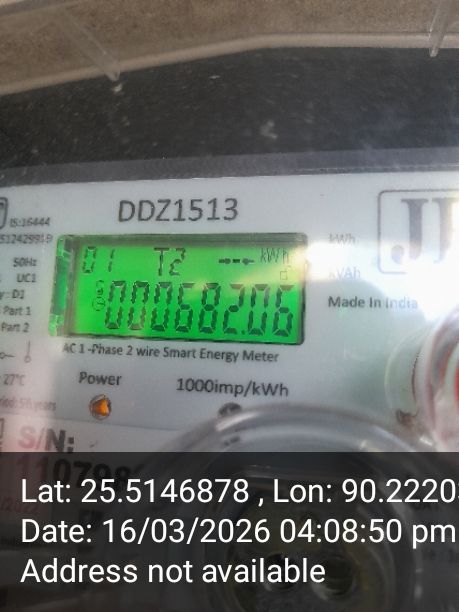 DDZ1513
IS:16444
kWh
50Hz
UC1
01 T2 --- kWh
000682.06
kVAh
Part 1
Part 2
Made In India
AC 1 -Phase 2 wire Smart Energy Meter
27°C
Power
1000imp/kWh
S/N:
Lat: 25.5146878 , Lon: 90.2220
Date: 16/03/2026 04:08:50 pm
Address not available